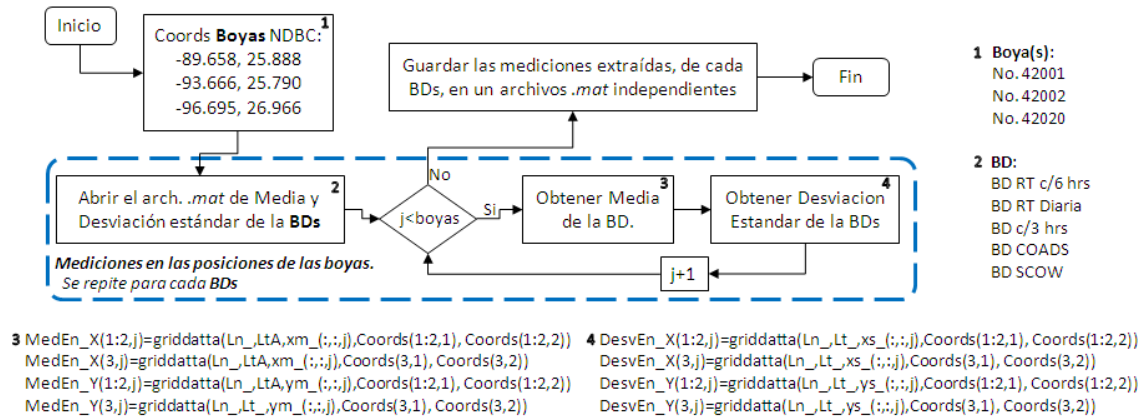 Inicio
1
Coords Boyas NDBC:
-89.658, 25.888
-93.666, 25.790
-96.695, 26.966
Guardar las mediciones extraídas, de cada
BDs, en un archivos .mat independientes
Fin
1 Boya(s):
No. 42001
No. 42002
No. 42020
2
Abrir el arch. .mat de Media y
Desviación estándar de la BDs
No
j<boyas
Si
3
Obtener Media
de la BD.
4
Obtener Desviacion
Estandar de la BDs
j+1
Mediciones en las posiciones de las boyas.
Se repite para cada BDs
2 BD:
BD RT c/6 hrs
BD RT Diaria
BD c/3 hrs
BD COADS
BD SCOW
3 MedEn_X(1:2,j)=griddatta(Ln_,LtA,xm_(:,:,j),Coords(1:2,1), Coords(1:2,2))
MedEn_X(3,j)=griddatta(Ln_,LtA,xm_(:,:,j),Coords(3,1), Coords(3,2))
MedEn_Y(1:2,j)=griddatta(Ln_,LtA,ym_(:,:,j),Coords(1:2,1), Coords(1:2,2))
MedEn_Y(3,j)=griddatta(Ln_,Lt_,ym_(:,:,j),Coords(3,1), Coords(3,2))
4 DesvEn_X(1:2,j)=griddatta(Ln_,Lt_,xs_(:,:,j),Coords(1:2,1), Coords(1:2,2))
DesvEn_X(3,j)=griddatta(Ln_,Lt_,xs_(:,:,j),Coords(3,1), Coords(3,2))
DesvEn_Y(1:2,j)=griddatta(Ln_,Lt_,ys_(:,:,j),Coords(1:2,1), Coords(1:2,2))
DesvEn_Y(3,j)=griddatta(Ln_,Lt_,ys_(:,:,j),Coords(3,1), Coords(3,2))